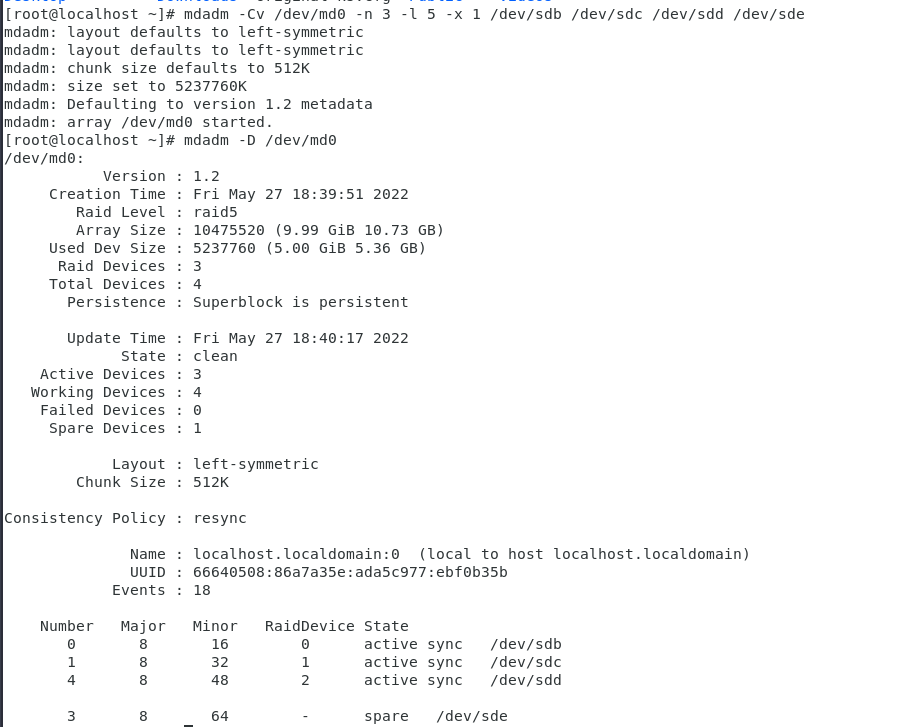 [root@localhost ~]# mdadm -Cv /dev/md0 -n 3 -l 5 -x 1 /dev/sdb /dev/sdc /dev/sdd /dev/sde
mdadm: layout defaults to left-symmetric
mdadm: layout defaults to left-symmetric
mdadm: chunk size defaults to 512K
mdadm: size set to 5237760K
mdadm: Defaulting to version 1.2 metadata
mdadm: array /dev/md0 started.
[root@localhost ~]# mdadm -D /dev/md0
/dev/md0:
Version : 1.2
Creation Time : Fri May 27 18:39:51 2022
Raid Level : raid5
Array Size : 10475520 (9.99 GiB 10.73 GB)
Used Dev Size : 5237760 (5.00 GiB 5.36 GB)
Raid Devices : 3
Total Devices : 4
Persistence : Superblock is persistent
Update Time : Fri May 27 18:40:17 2022
State : clean
Active Devices : 3
Working Devices : 4
Failed Devices : 0
Spare Devices : 1
Layout : left-symmetric
Chunk Size : 512K
Consistency Policy : resync
Name : localhost.localdomain:0 (local to host localhost.localdomain)
UUID : 66640508:86a7a35e:ada5c977:ebf0b35b
Events : 18
Number Major Minor RaidDevice State
0 8 16 0 active sync /dev/sdb
1 8 32 1 active sync /dev/sdc
4 8 48 2 active sync /dev/sdd
3 8 64 - spare /dev/sde